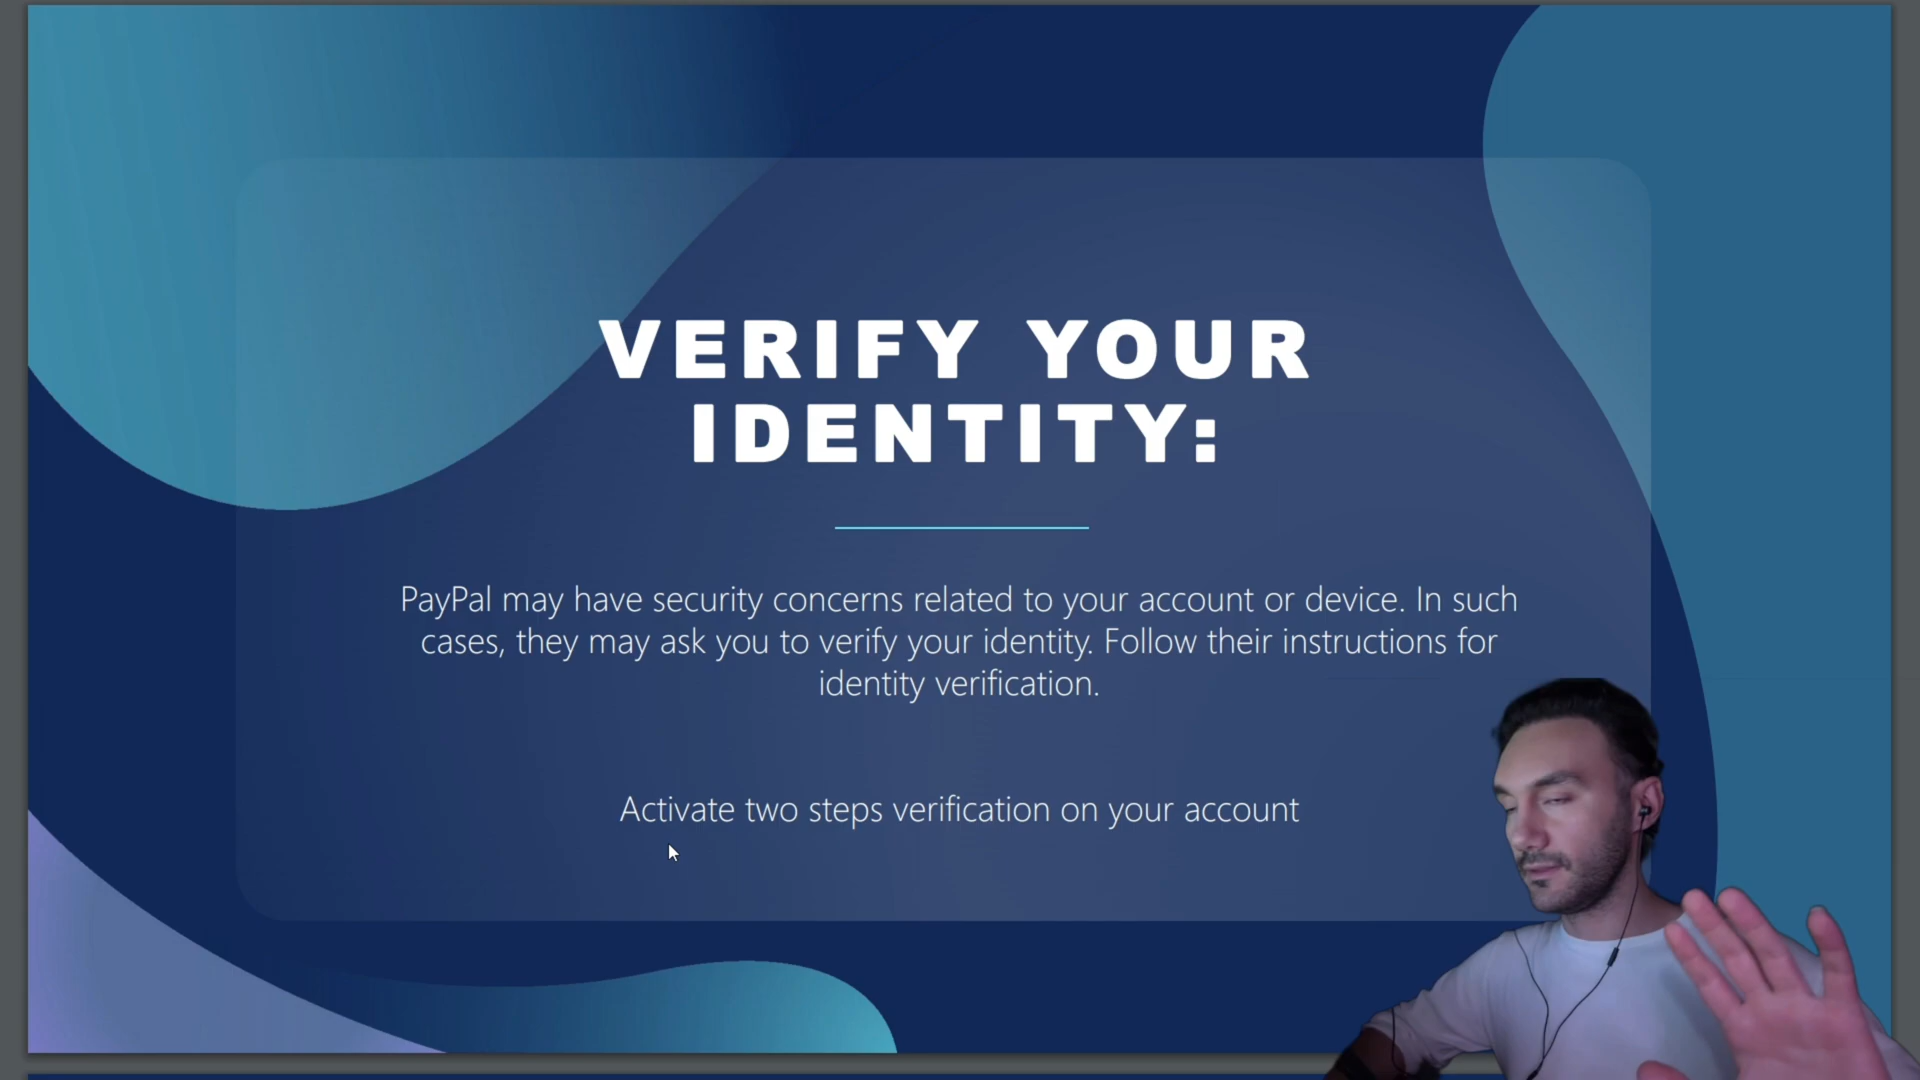 VERIFY YOUR
IDENTITY:
PayPal may have security concerns related to your account or device. In such
cases, they may ask you to verify your identity. Follow their instructions for
identity verification.
Activate two steps verification on your account